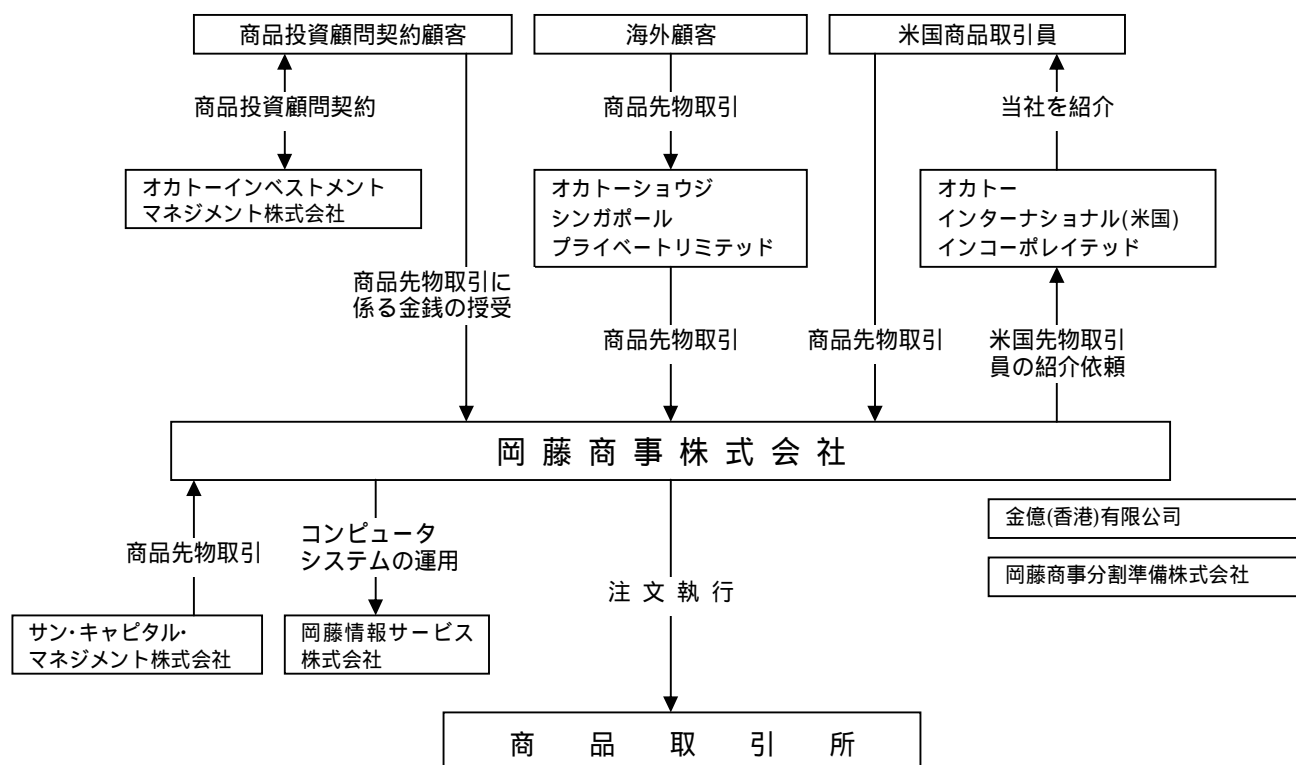 商品投資顧問契約顧客
海外顧客
米国商品取引員
商品投資顧問契約
商品先物取引
当社を紹介
オカトーインベストメント
マネジメント株式会社
オカトーショウジ
シンガポール
プライベートリミテッド
オカトー
インターナショナル(米国)
インコーポレイテッド
商品先物取引に
係る金銭の授受
商品先物取引
商品先物取引
米国先物取引
員の紹介依頼
岡藤商事株式会社
商品先物取引
コンピュータ
システムの運用
注文執行
金億(香港)有限公司
岡藤商事分割準備株式会社
サン・キャピタル・
マネジメント株式会社
岡藤情報サービス
株式会社
商品取引所